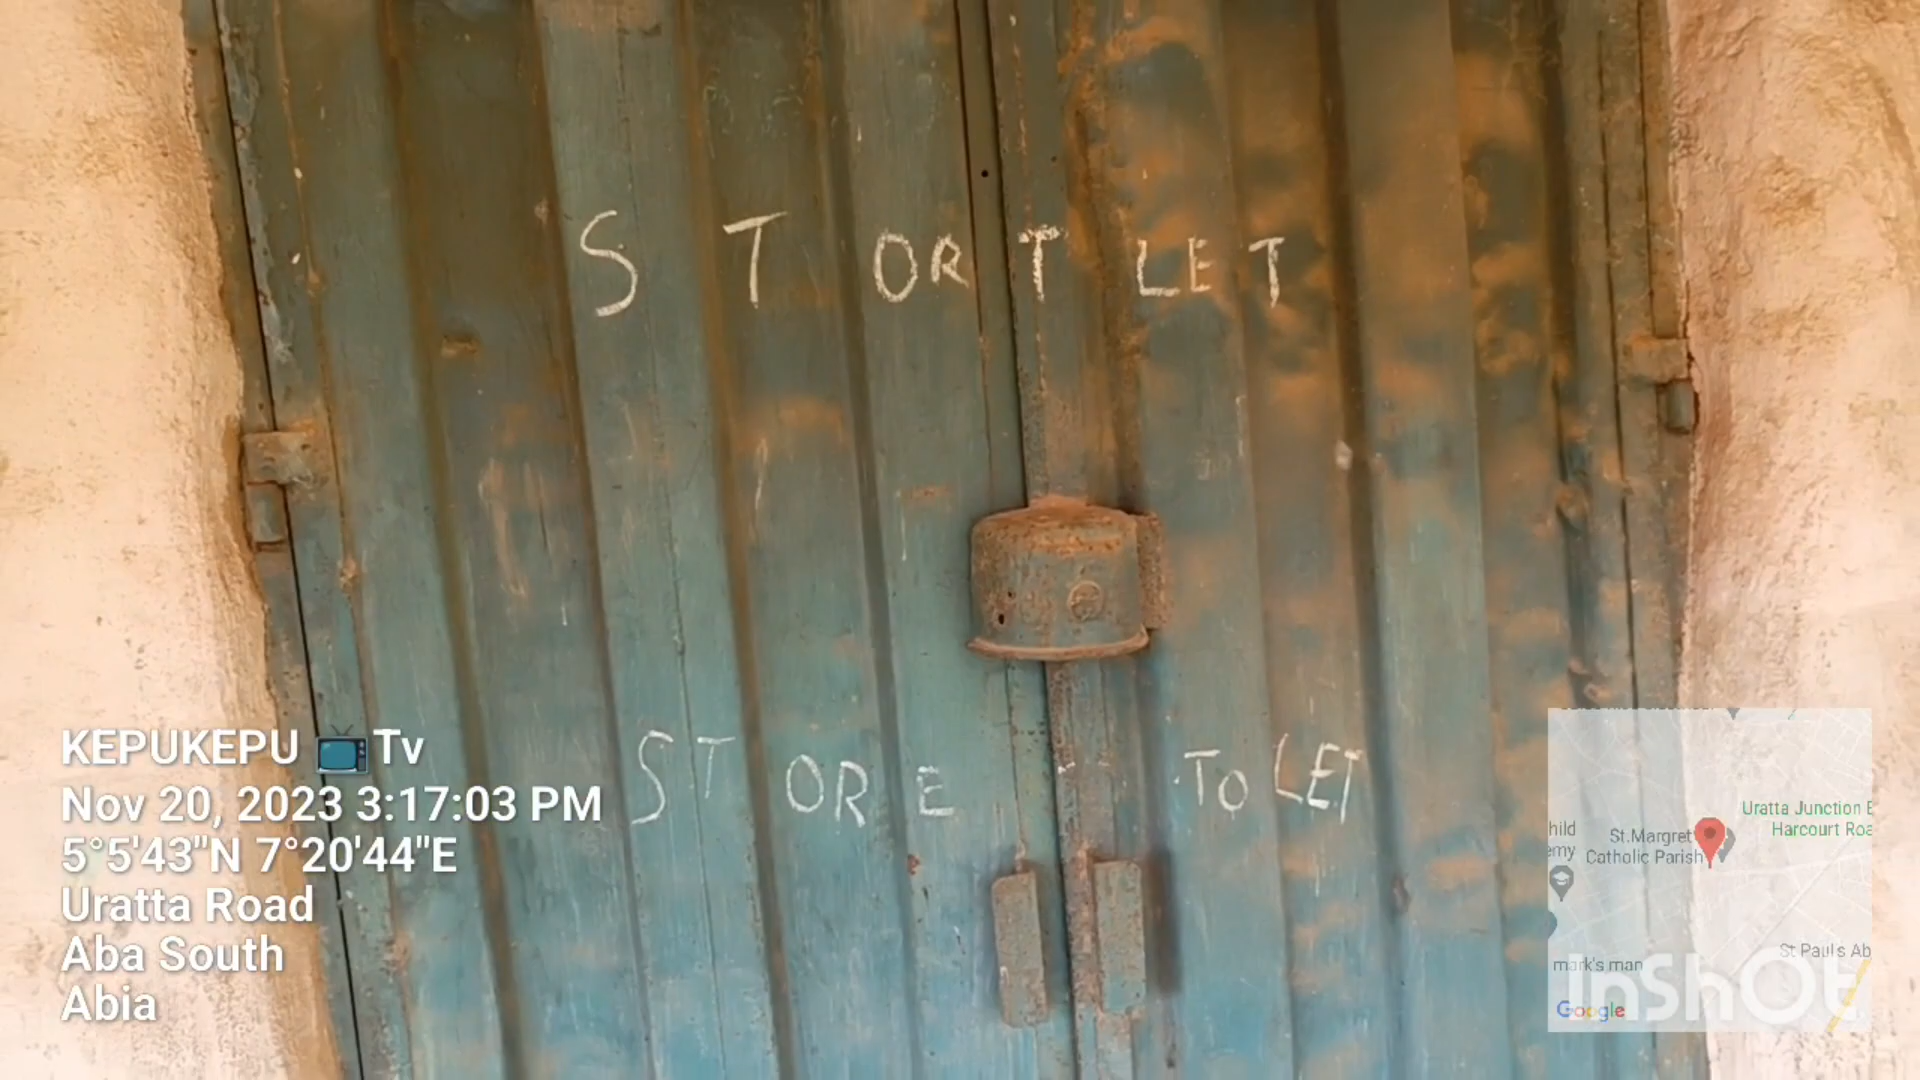 S T OR T LET
ST ORE TO LET
KEPUKEPU 📺Tv
Nov 20, 2023 3:17:03 PM
5°5'43"N 7°20'44"E
Uratta Road
Aba South
Abia
hild
emy
St.Margret
Catholic Parish
Uratta Junction E
Harcourt Roa
St Paul's Ab
mark's man
Google
InShOt